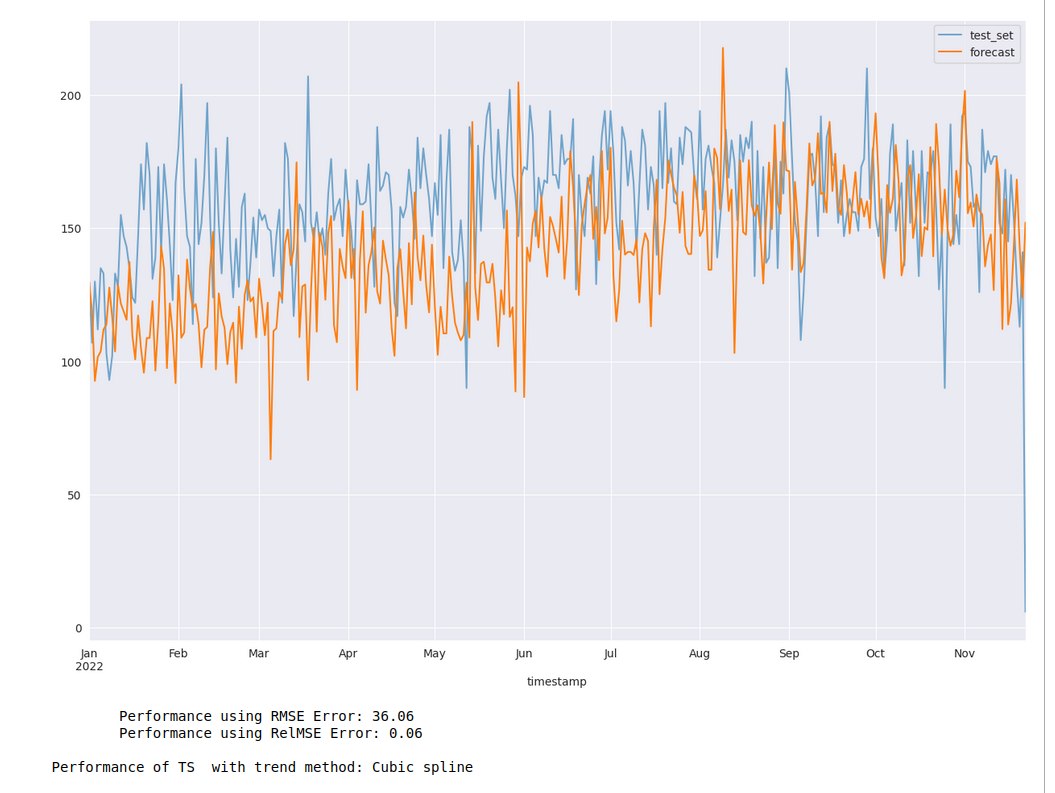 test_set
forecast
200
150
100
50
0
Jan Feb Mar Apr May Jun Jul Aug Sep Oct Nov
2022
timestamp
Performance using RMSE Error: 36.06
Performance using RelMSE Error: 0.06
Performance of TS  with trend method: Cubic spline